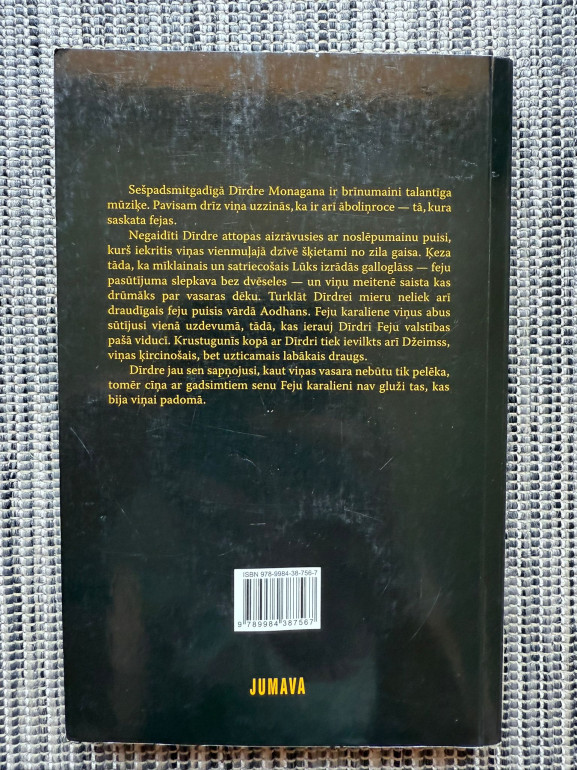 Sešpadsmitgadīgā Dīrdre Monagana ir brīnumaini talantīga
mūziķe. Pavisam drīz viņa uzzinās, ka ir arī āboliņroce — tā, kura
saskata fejas.
Negaidīti Dīrdre attopas aizrāvusies ar noslēpumainu puisi,
kurš iekritis viņas vienmuļajā dzīvē šķietami no zila gaisa. Ķeza
tāda, ka mīklainais un satriecošais Lūks izrādās galloglāss — feju
pasūtījuma slepkava bez dvēseles — un viņu meitenē saista kas
drūmāks par vasaras dēku. Turklāt Dīrdrei mieru neliek arī
draudīgais feju puisis vārdā Aodhans. Feju karaliene viņus abus
sūtījusi vienā uzdevumā, tādā, kas ierauj Dīrdri Feju valstības
pašā viducī. Krustugunīs kopā ar Dīrdri tiek ievilkts arī Džeimss,
viņas ķircinošais, bet uzticamais labākais draugs.
Dīrdre jau sen sapņojusi, kaut viņas vasara nebūtu tik pelēka,
tomēr cīņa ar gadsimtiem senu Feju karalieni nav gluži tas, kas
bija viņai padomā.
ISBN 978-9984-38-756-7
9 789984 387567
JUMAVA